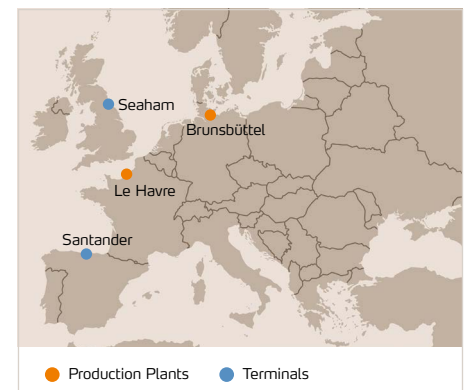 Seaham
Brunsbüttel
Le Havre
Santander
Production Plants
Terminals